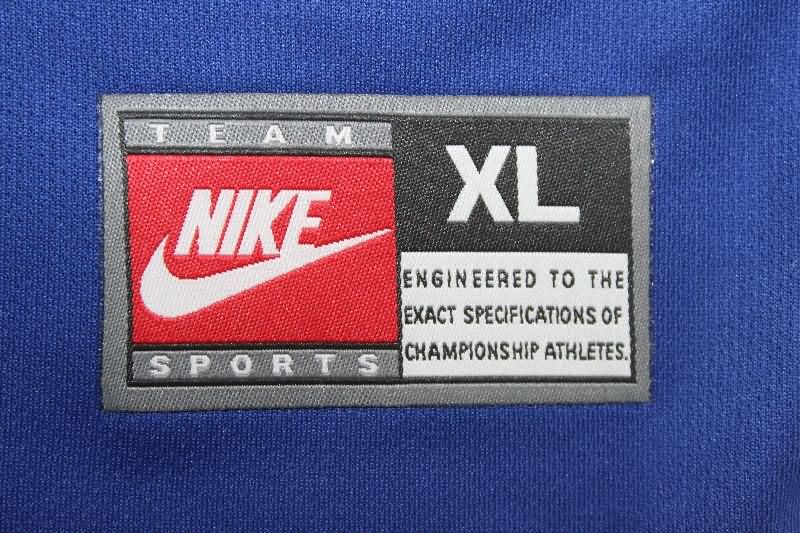 TEAM
NIKE
SPORTS
XL
ENGINEERED TO THE
EXACT SPECIFICATIONS OF
CHAMPIONSHIP ATHLETES.